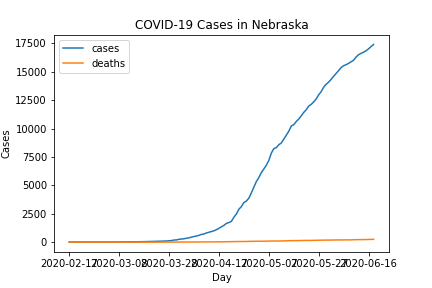 COVID-19 Cases in Nebraska
cases
deaths
17500
15000
12500
10000
7500
5000
2500
0
Cases
2020-02-17 2020-03-08 2020-03-28 2020-04-17 2020-05-07 2020-05-27 2020-06-16
Day